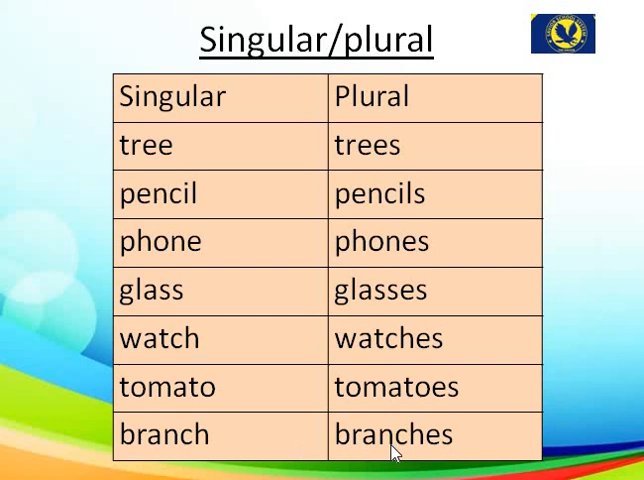 Singular/plural
Singular Plural
tree trees
pencil pencils
phone phones
glass glasses
watch watches
tomato tomatoes
branch branches